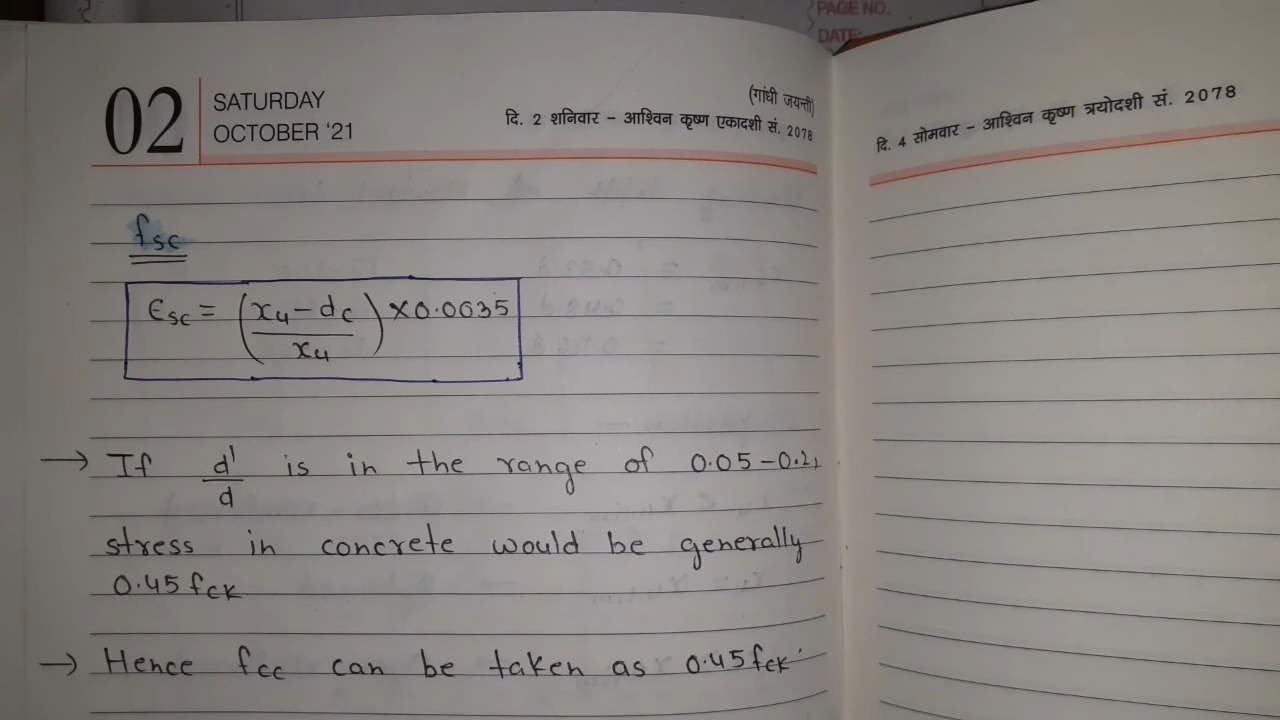 PAGE NO.
DATE:
02
SATURDAY
OCTOBER '21
(गांधी जयन्ती)
दि. 2 शनिवार - आश्विन कृष्ण एकादशी सं. 2078
दि. 4 सोमवार - आश्विन कृष्ण त्रयोदशी सं. 2078
fsc
ϵsc = (xu - dc / xu) × 0.0035
→ If d'/d is in the range of 0.05 - 0.2,
stress in concrete would be generally
0.45 fck
→ Hence fcc can be taken as 0.45 fck